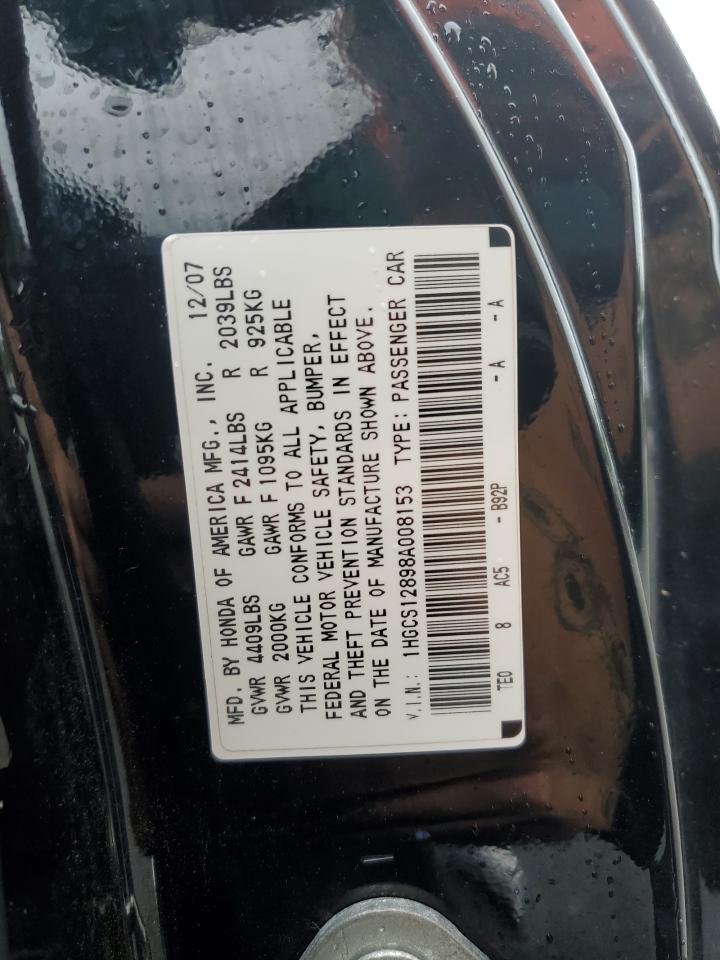 MFD. BY HONDA OF AMERICA MFG., INC. 12/07
GVWR 4409LBS GAWR F 2414LBS R 2039LBS
GVWR 2000KG GAWR F 1095KG R 925KG
THIS VEHICLE CONFORMS TO ALL APPLICABLE
FEDERAL MOTOR VEHICLE SAFETY, BUMPER,
AND THEFT PREVENTION STANDARDS IN EFFECT
ON THE DATE OF MANUFACTURE SHOWN ABOVE.
V.I.N.: 1HGCS12898A008153 TYPE: PASSENGER CAR
TE0 8 AC5 - B92P - A - A